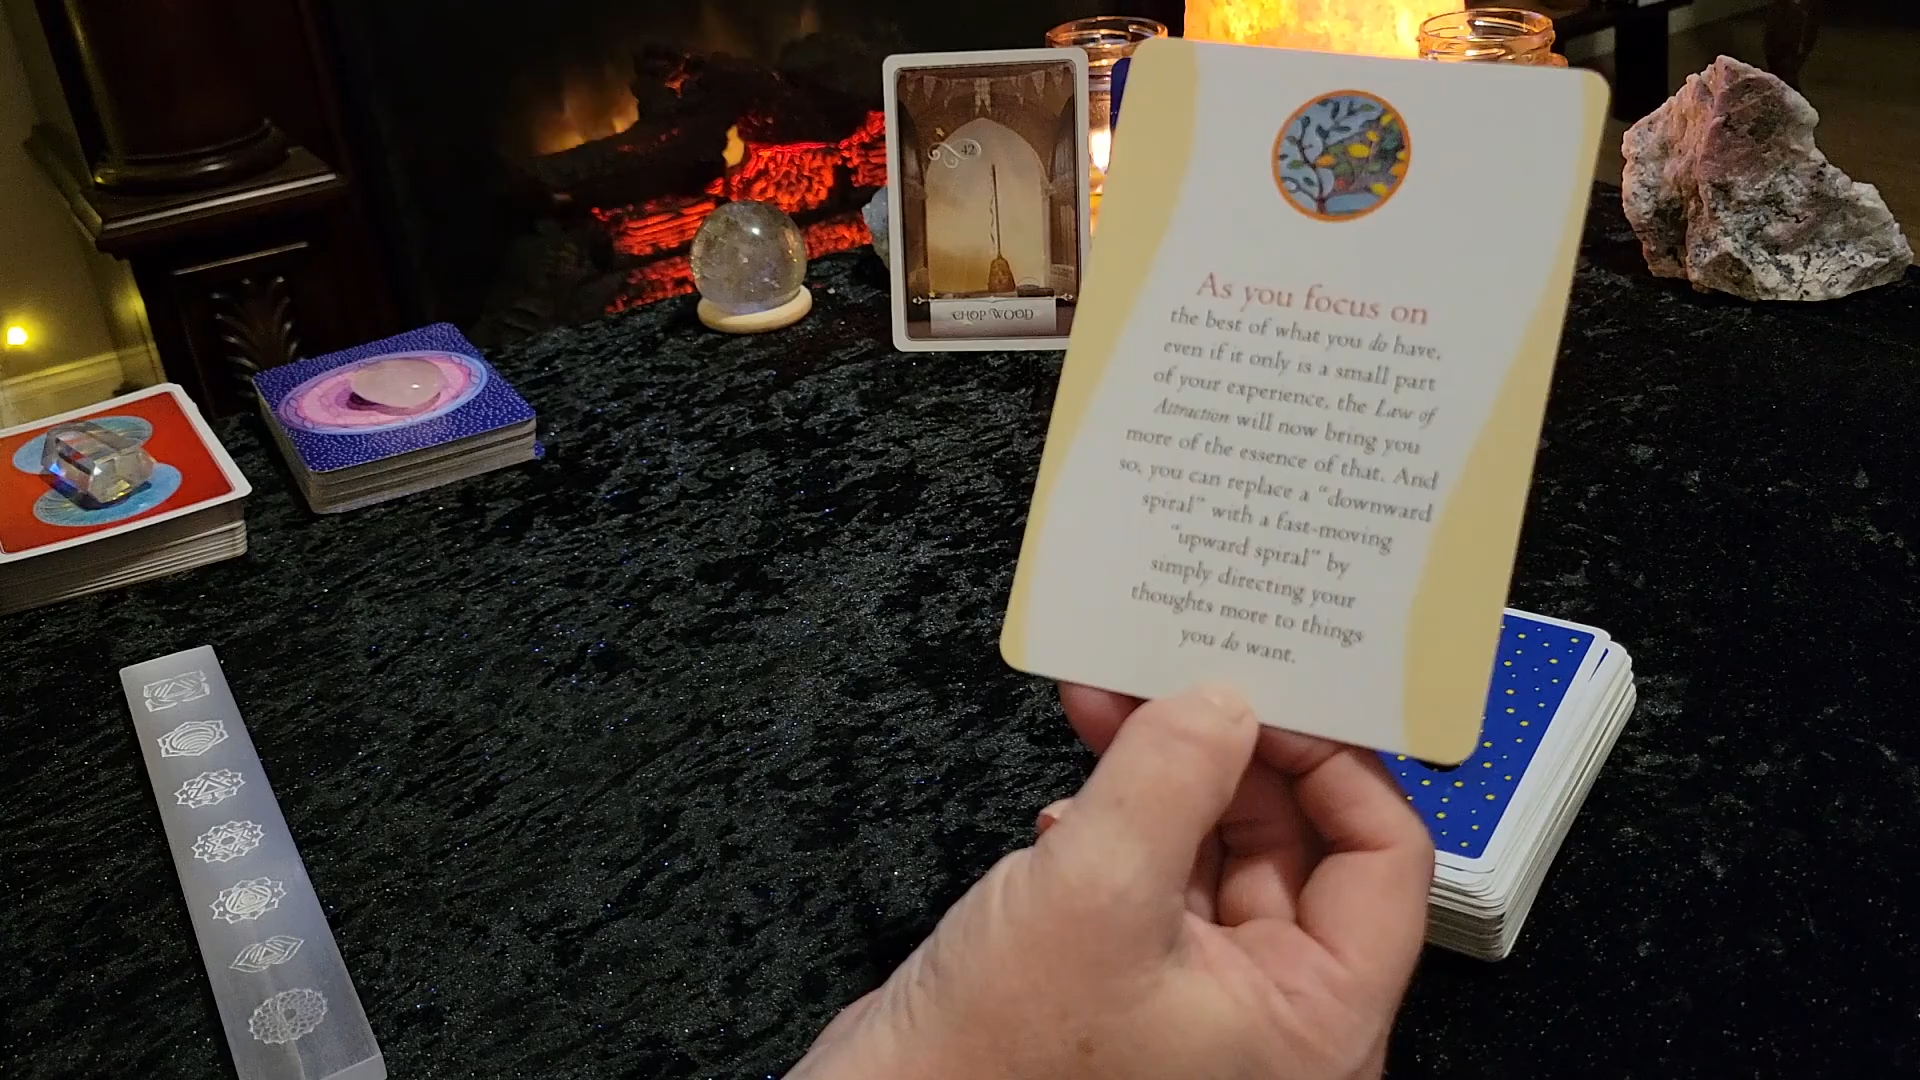 42
CHOP WOOD
As you focus on
the best of what you do have,
even if it only is a small part
of your experience, the Law of
Attraction will now bring you
more of the essence of that. And
so, you can replace a “downward
spiral” with a fast-moving
“upward spiral” by
simply directing your
thoughts more to things
you do want.